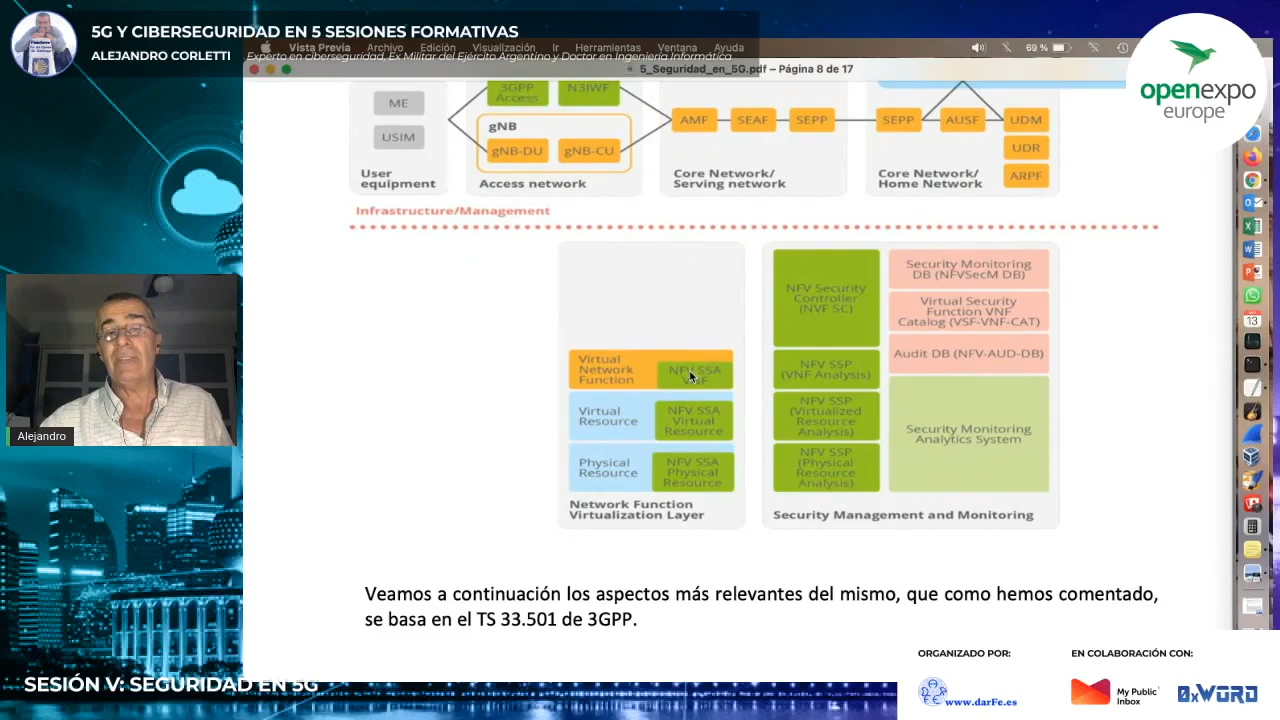 5G Y CIBERSEGURIDAD EN 5 SESIONES FORMATIVAS
ALEJANDRO CORLETTI
Experto en ciberseguridad, Ex Militar del Ejército Argentino y Doctor en Ingeniería Informática
Vista Previa Archivo Edición Visualización Ir Herramientas Ventana Ayuda
69 %
5_Seguridad_en_5G.pdf – Página 8 de 17
openexpo
europe
ME
USIM
User
equipment
3GPP
Access
N3IWF
gNB
gNB-DU
gNB-CU
Access network
AMF
SEAF
SEPP
Core Network/
Serving network
SEPP
AUSF
UDM
UDR
ARPF
Core Network/
Home Network
Infrastructure/Management
Virtual
Network
Function
NFV SSA
VNF
Virtual
Resource
NFV SSA
Virtual
Resource
Physical
Resource
NFV SSA
Physical
Resource
Network Function
Virtualization Layer
NFV Security
Controller
(NVF SC)
NFV SSP
(VNF Analysis)
NFV SSP
(Virtualized
Resource
Analysis)
NFV SSP
(Physical
Resource
Analysis)
Security Monitoring
DB (NFVSecM DB)
Virtual Security
Function VNF
Catalog (VSF-VNF-CAT)
Audit DB (NFV-AUD-DB)
Security Monitoring
Analytics System
Security Management and Monitoring
Veamos a continuación los aspectos más relevantes del mismo, que como hemos comentado,
se basa en el TS 33.501 de 3GPP.
Alejandro
13
SESIÓN V: SEGURIDAD EN 5G
ORGANIZADO POR:
www.darFe.es
EN COLABORACIÓN CON:
My Public
Inbox
0xWORD